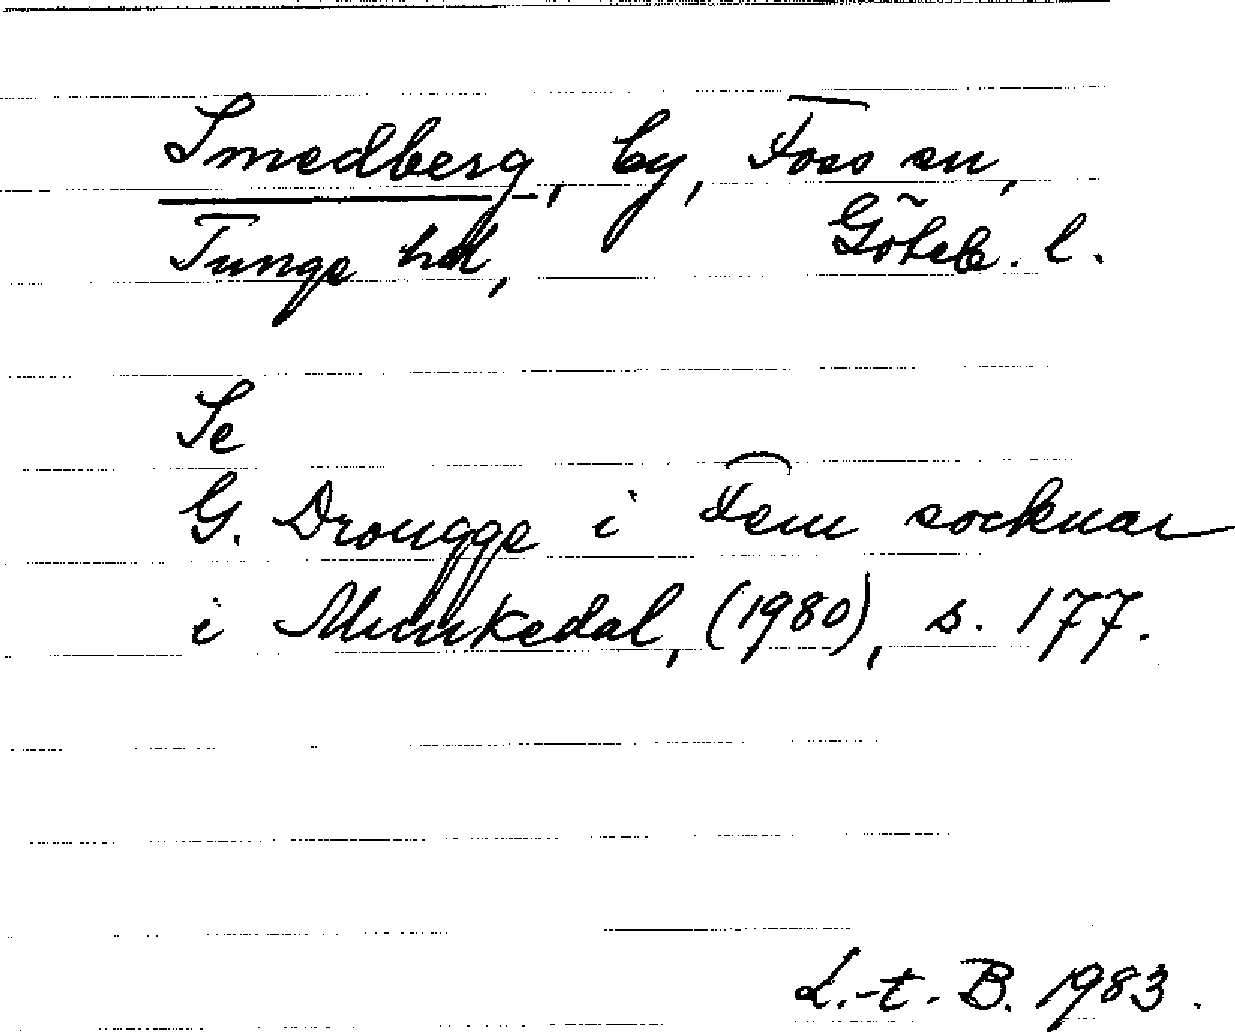 Smedberg, by, Foss sn,
Tunge hd, Göteb. l.
Se
G. Drougge i Fem socknar
i Munkedal, (1980), s. 177.
L.-t. B. 1983.